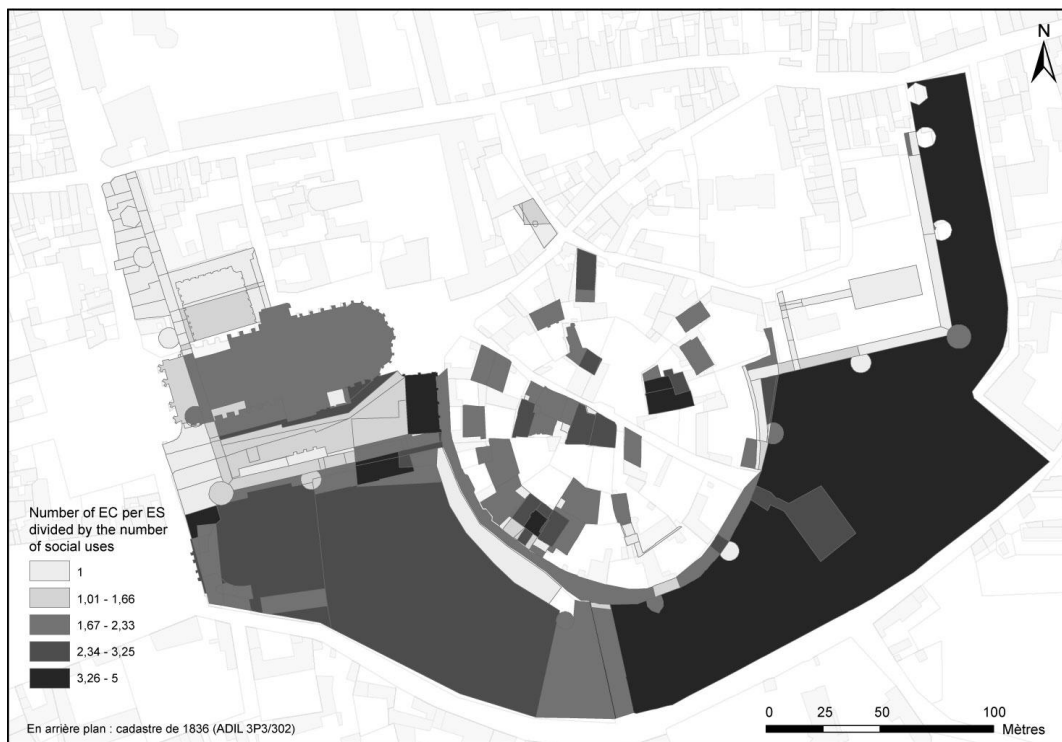 N
Number of EC per ES
divided by the number
of social uses
1
1,01 - 1,66
1,67 - 2,33
2,34 - 3,25
3,26 - 5
En arrière plan : cadastre de 1836 (ADIL 3P3/302)
0 25 50 100
Mètres